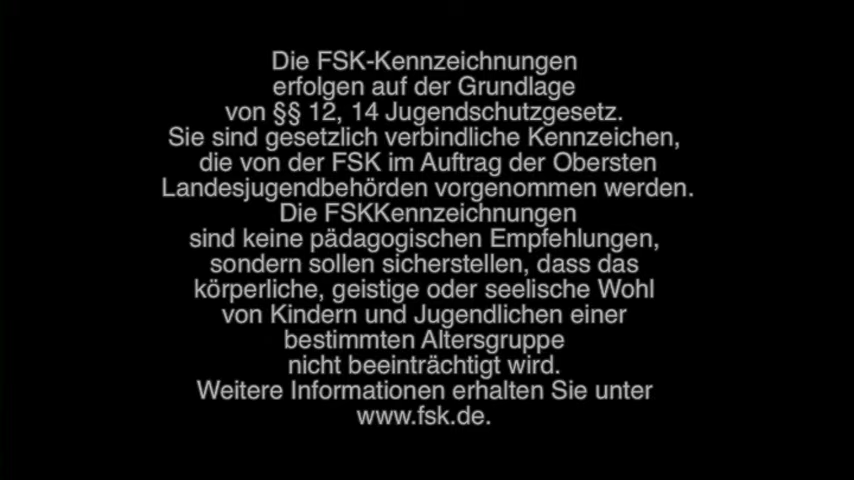 Die FSK-Kennzeichnungen
erfolgen auf der Grundlage
von §§ 12, 14 Jugendschutzgesetz.
Sie sind gesetzlich verbindliche Kennzeichen,
die von der FSK im Auftrag der Obersten
Landesjugendbehörden vorgenommen werden.
Die FSKKennzeichnungen
sind keine pädagogischen Empfehlungen,
sondern sollen sicherstellen, dass das
körperliche, geistige oder seelische Wohl
von Kindern und Jugendlichen einer
bestimmten Altersgruppe
nicht beeinträchtigt wird.
Weitere Informationen erhalten Sie unter
www.fsk.de.